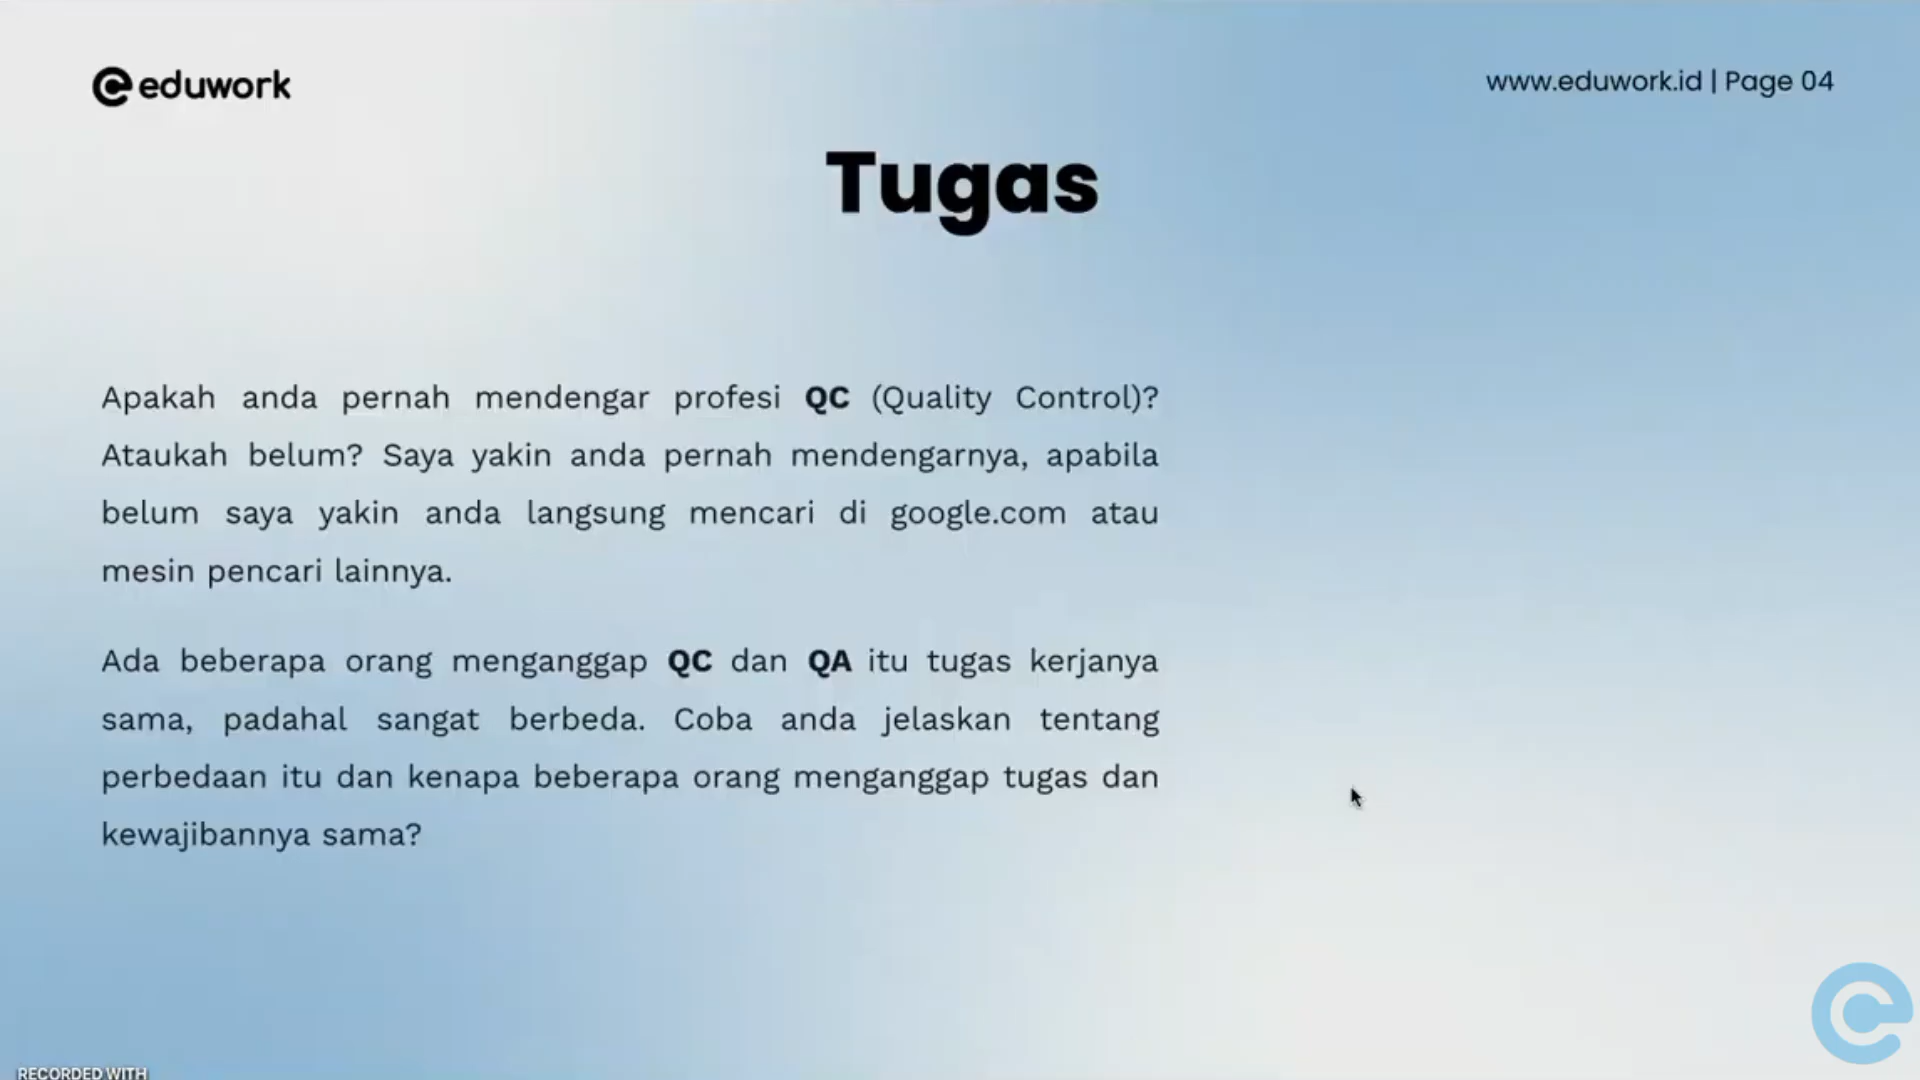 eduwork
www.eduwork.id | Page 04
Tugas
Apakah anda pernah mendengar profesi QC (Quality Control)?
Ataukah belum? Saya yakin anda pernah mendengarnya, apabila
belum saya yakin anda langsung mencari di google.com atau
mesin pencari lainnya.
Ada beberapa orang menganggap QC dan QA itu tugas kerjanya
sama, padahal sangat berbeda. Coba anda jelaskan tentang
perbedaan itu dan kenapa beberapa orang menganggap tugas dan
kewajibannya sama?
RECORDED WITH